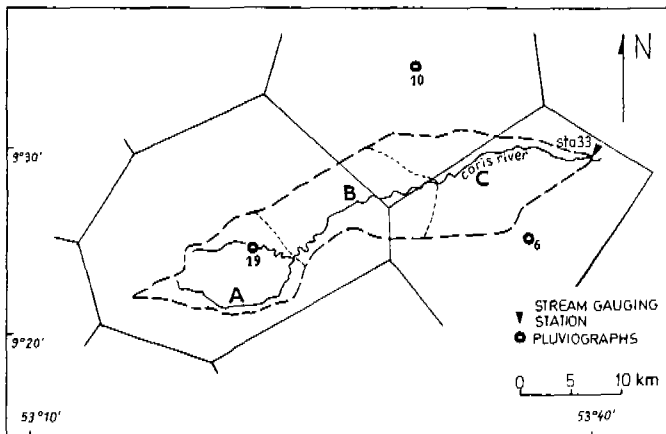 N
10
9°30'
sta33
coris river
B
C
19
6
A
STREAM GAUGING
STATION
PLUVIOGRAPHS
9°20'
0 5 10 km
53°10'
53°40'